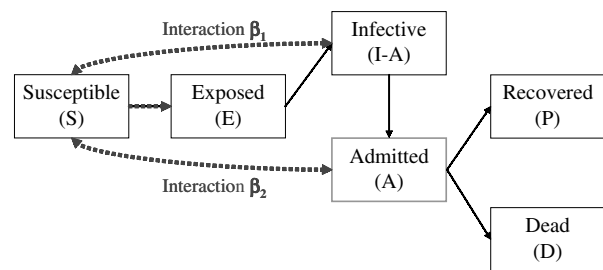 Interaction β1
Infective
(I-A)
Susceptible
(S)
Exposed
(E)
Recovered
(P)
Admitted
(A)
Interaction β2
Dead
(D)